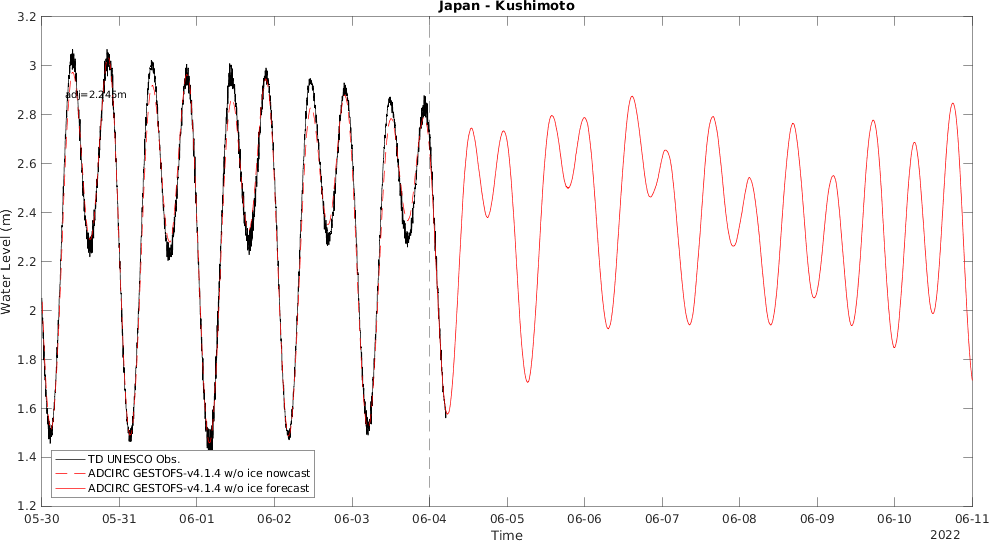 Japan - Kushimoto
3.2
3
2.8
2.6
2.4
2.2
2
1.8
1.6
1.4
1.2
Water Level (m)
adj=2.245m
TD UNESCO Obs.
ADCIRC GESTOFS-v4.1.4 w/o ice nowcast
ADCIRC GESTOFS-v4.1.4 w/o ice forecast
05-30 05-31 06-01 06-02 06-03 06-04 06-05 06-06 06-07 06-08 06-09 06-10 06-11
Time
2022